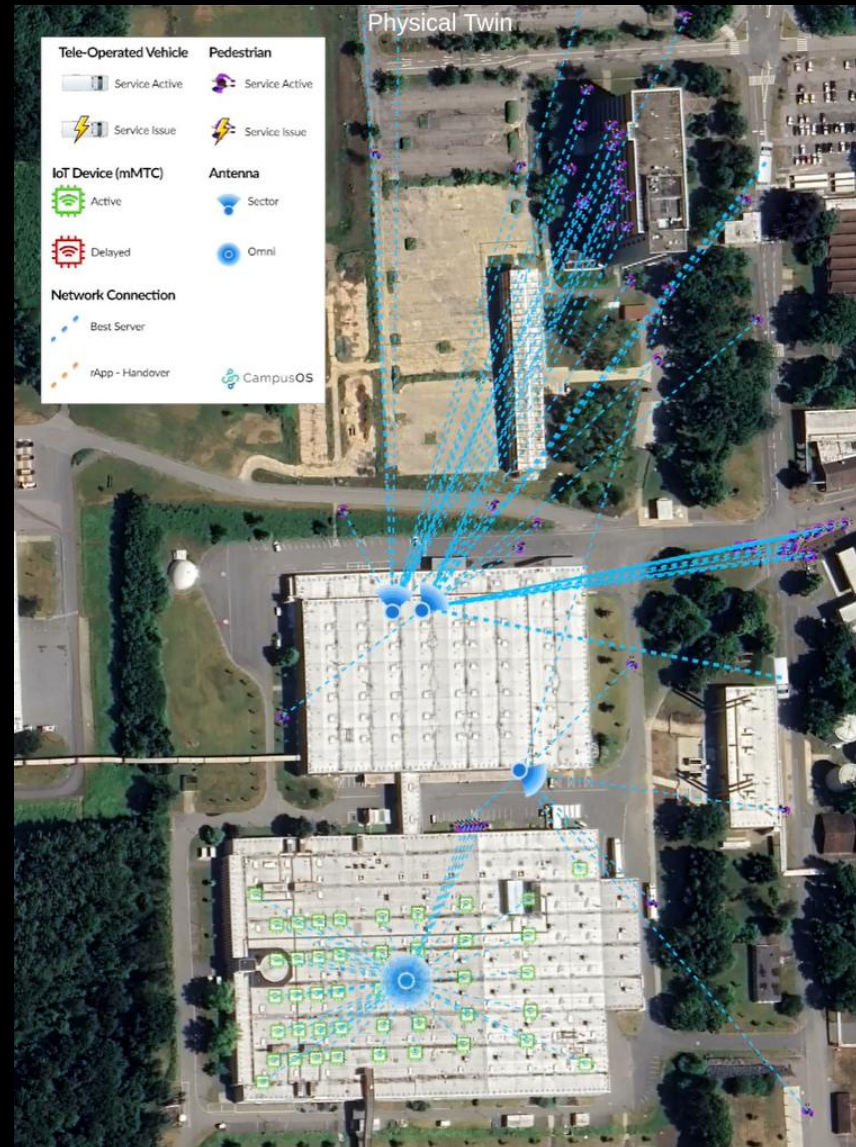 Physical Twin
Tele-Operated Vehicle
Service Active
Service Issue
Pedestrian
Service Active
Service Issue
IoT Device (mMTC)
Active
Delayed
Antenna
Sector
Omni
Network Connection
Best Server
rApp - Handover
CampusOS